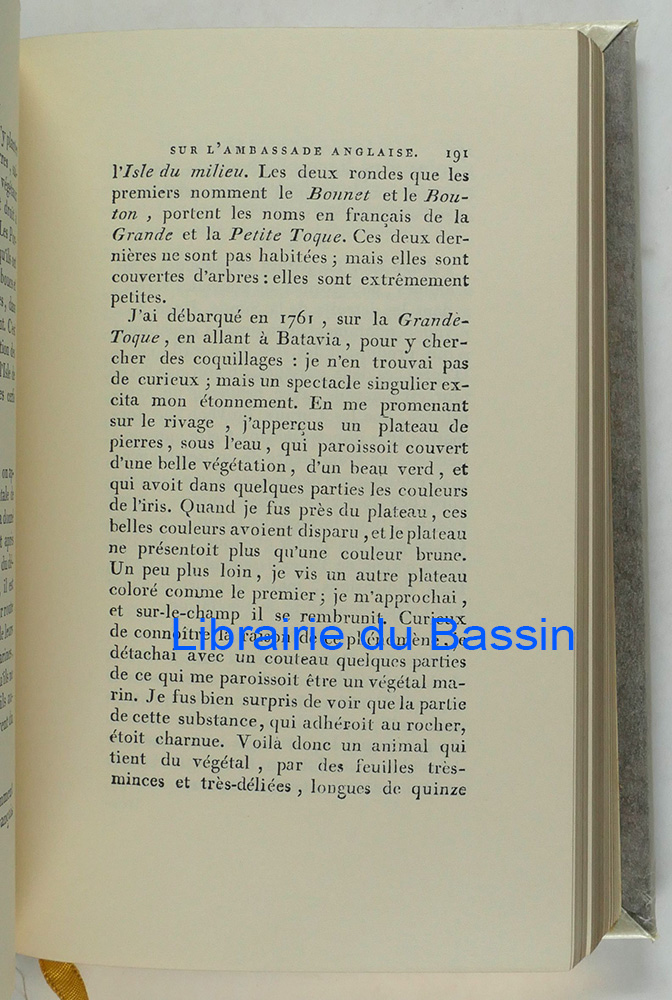 SUR L'AMBASSADE ANGLAISE. 191
l'Isle du milieu. Les deux rondes que les
premiers nomment le Bonnet et le Bou-
ton , portent les noms en français de la
Grande et la Petite Toque. Ces deux der-
nières ne sont pas habitées ; mais elles sont
couvertes d'arbres : elles sont extrêmement
petites.
J'ai débarqué en 1761 , sur la Grande-
Toque , en allant à Batavia , pour y cher-
cher des coquillages : je n'en trouvai pas
de curieux ; mais un spectacle singulier ex-
cita mon étonnement. En me promenant
sur le rivage , j'apperçus un plateau de
pierres , sous l'eau , qui paroissoit couvert
d'une belle végétation , d'un beau verd , et
qui avoit dans quelques parties les couleurs
de l'iris. Quand je fus près du plateau , ces
belles couleurs avoient disparu , et le plateau
ne présentoit plus qu'une couleur brune.
Un peu plus loin , je vis un autre plateau
coloré comme le premier ; je m'approchai ,
et sur-le-champ il se rembrunit. Curieux
de connoître la raison de ce phénomène , je
Librairie du Bassin
détachai avec un couteau quelques parties
de ce qui me paroissoit être un végétal ma-
rin. Je fus bien surpris de voir que la partie
de cette substance , qui adhéroit au rocher,
étoit charnue. Voilà donc un animal qui
tient du végétal , par des feuilles très-
minces et très-déliées , longues de quinze